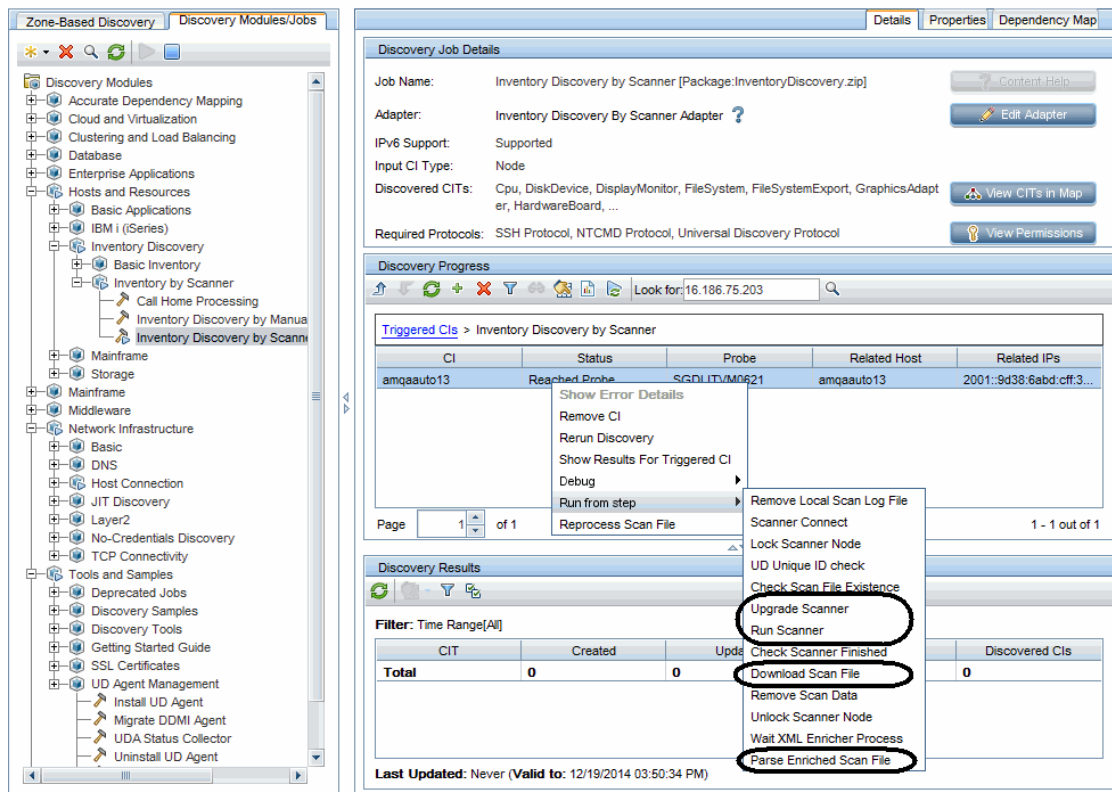 Zone-Based Discovery
Discovery Modules/Jobs
Discovery Modules
Accurate Dependency Mapping
Cloud and Virtualization
Clustering and Load Balancing
Database
Enterprise Applications
Hosts and Resources
Basic Applications
IBM i (iSeries)
Inventory Discovery
Basic Inventory
Inventory by Scanner
Call Home Processing
Inventory Discovery by Manua
Inventory Discovery by Scanne
Mainframe
Storage
Mainframe
Middleware
Network Infrastructure
Basic
DNS
Host Connection
JIT Discovery
Layer2
No-Credentials Discovery
TCP Connectivity
Tools and Samples
Deprecated Jobs
Discovery Samples
Discovery Tools
Getting Started Guide
SSL Certificates
UD Agent Management
Install UD Agent
Migrate DDMI Agent
UDA Status Collector
Uninstall UD Agent
Details Properties Dependency Map
Discovery Job Details
Job Name: Inventory Discovery by Scanner [Package:InventoryDiscovery.zip]
? Content Help
Adapter: Inventory Discovery By Scanner Adapter ?
Edit Adapter
IPv6 Support: Supported
Input CI Type: Node
Discovered CITs: Cpu, DiskDevice, DisplayMonitor, FileSystem, FileSystemExport, GraphicsAdapt
er, HardwareBoard, ...
View CITs in Map
Required Protocols: SSH Protocol, NTCMD Protocol, Universal Discovery Protocol
View Permissions
Discovery Progress
Look for: 16.186.75.203
Triggered CIs > Inventory Discovery by Scanner
CI Status Probe Related Host Related IPs
amqaauto13 Reached Probe SGDLITVM0621 amqaauto13 2001::9d38:6abd:cff:3...
Show Error Details
Remove CI
Rerun Discovery
Show Results For Triggered CI
Debug
Run from step
Reprocess Scan File
Remove Local Scan Log File
Scanner Connect
Lock Scanner Node
UD Unique ID check
Check Scan File Existence
Upgrade Scanner
Run Scanner
Check Scanner Finished
Download Scan File
Remove Scan Data
Unlock Scanner Node
Wait XML Enricher Process
Parse Enriched Scan File
Page 1 of 1
1 - 1 out of 1
Discovery Results
Filter: Time Range[All]
CIT Created Upda Discovered CIs
Total 0 0 0
Last Updated: Never (Valid to: 12/19/2014 03:50:34 PM)